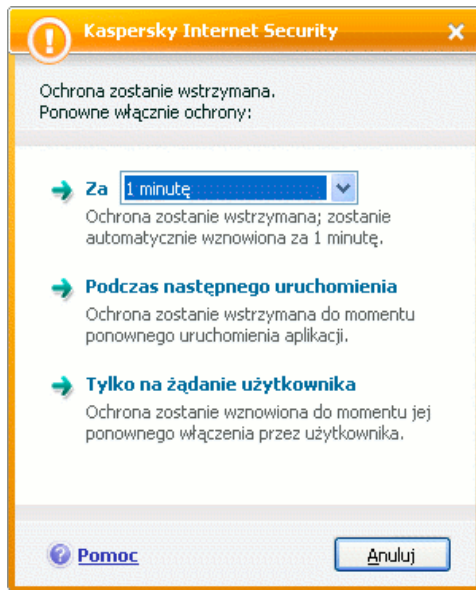 Kaspersky Internet Security
Ochrona zostanie wstrzymana.
Ponowne włącznie ochrony:
Za 1 minutę
Ochrona zostanie wstrzymana; zostanie
automatycznie wznowiona za 1 minutę.
Podczas następnego uruchomienia
Ochrona zostanie wstrzymana do momentu
ponownego uruchomienia aplikacji.
Tylko na żądanie użytkownika
Ochrona zostanie wznowiona do momentu jej
ponownego włączenia przez użytkownika.
Pomoc
Anuluj